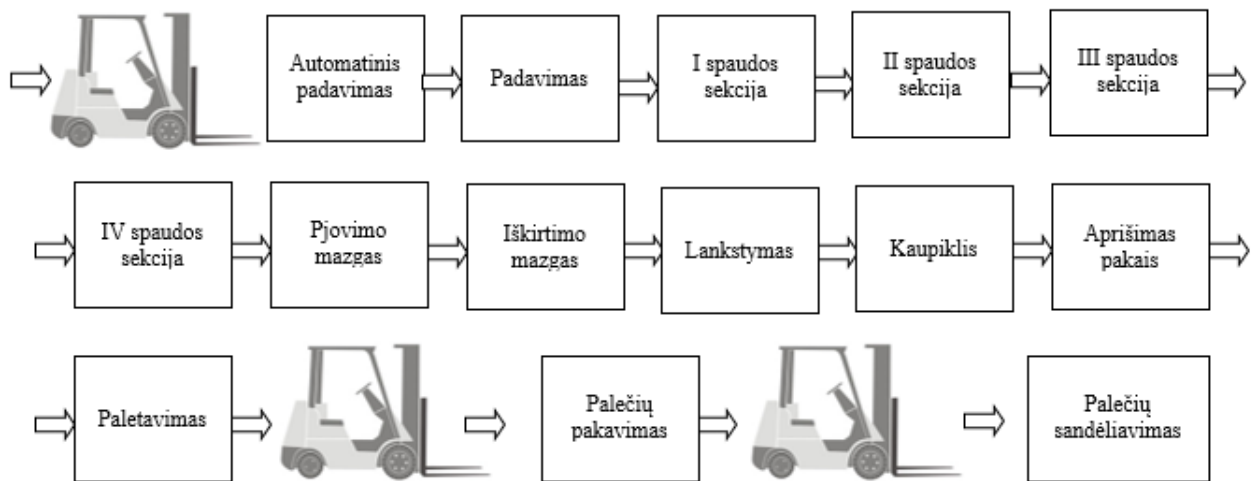 Automatinis
padavimas
Padavimas
I spaudos
sekcija
II spaudos
sekcija
III spaudos
sekcija
IV spaudos
sekcija
Pjovimo
mazgas
Iškirtimo
mazgas
Lankstymas
Kaupiklis
Aprišimas
pakais
Paletavimas
Palečių
pakavimas
Palečių
sandėliavimas